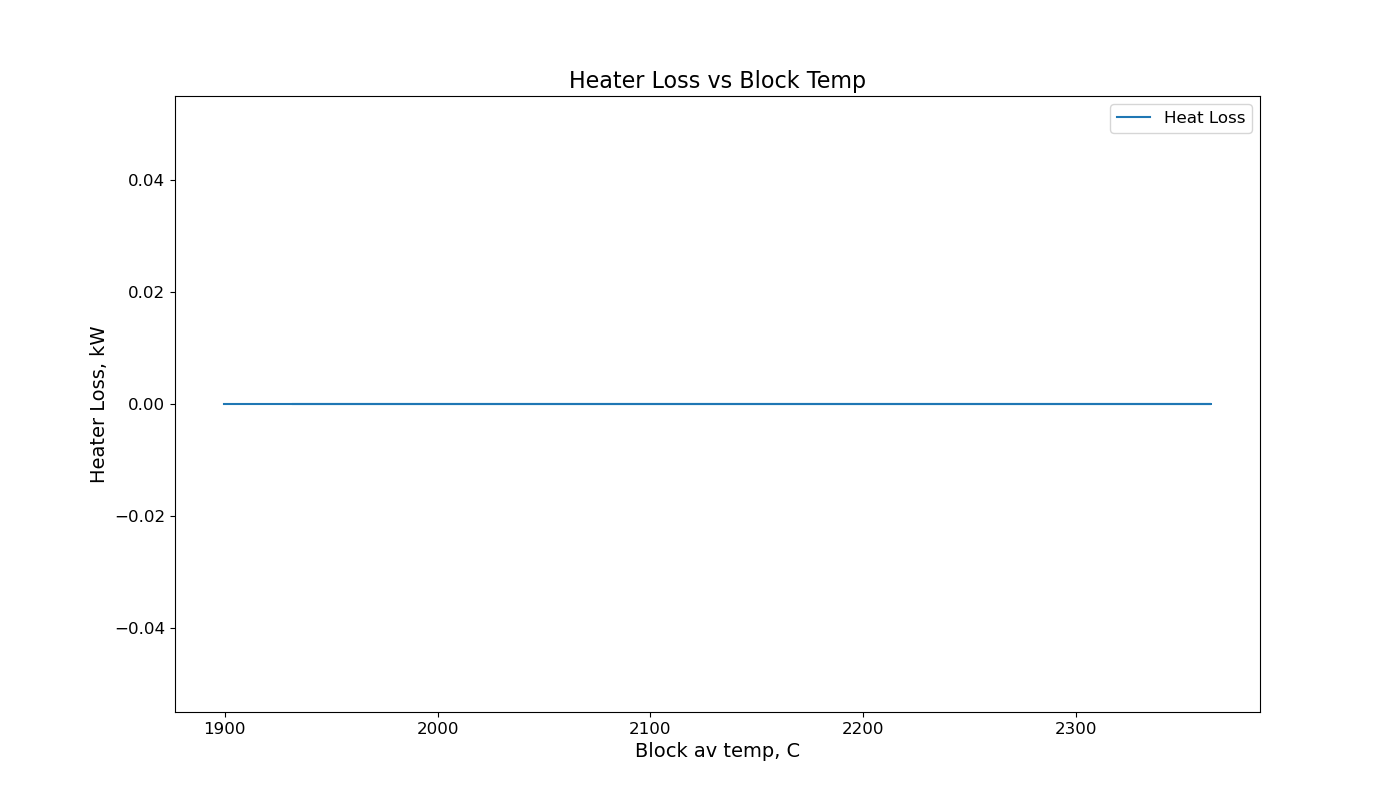 Heater Loss vs Block Temp
Heat Loss
0.04
0.02
0.00
−0.02
−0.04
Heater Loss, kW
1900 2000 2100 2200 2300
Block av temp, C